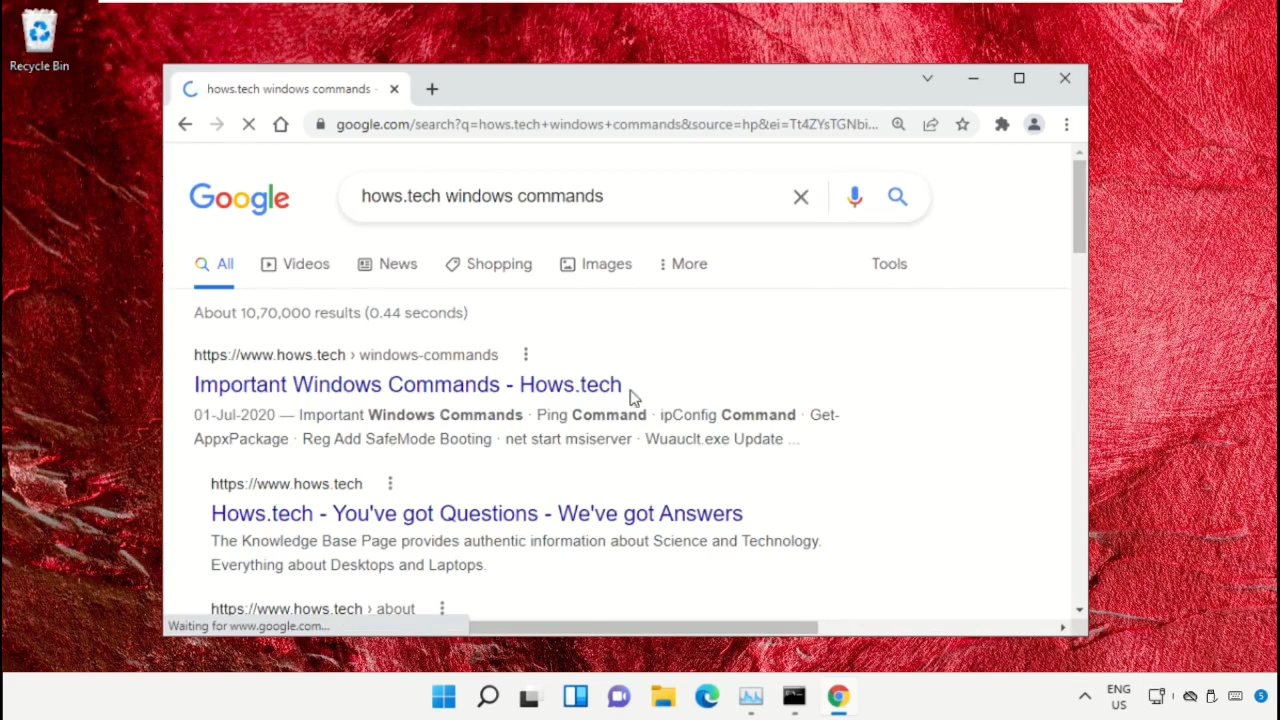 Recycle Bin
hows.tech windows commands -
google.com/search?q=hows.tech+windows+commands&source=hp&ei=Tt4ZYsTGNbi...
Google
hows.tech windows commands
All Videos News Shopping Images More Tools
About 10,70,000 results (0.44 seconds)
https://www.hows.tech › windows-commands
Important Windows Commands - Hows.tech
01-Jul-2020 — Important Windows Commands · Ping Command · ipConfig Command · Get-
AppxPackage · Reg Add SafeMode Booting · net start msiserver · Wuauclt.exe Update ...
https://www.hows.tech
Hows.tech - You've got Questions - We've got Answers
The Knowledge Base Page provides authentic information about Science and Technology.
Everything about Desktops and Laptops.
https://www.hows.tech › about
Waiting for www.google.com...
ENG
US
5